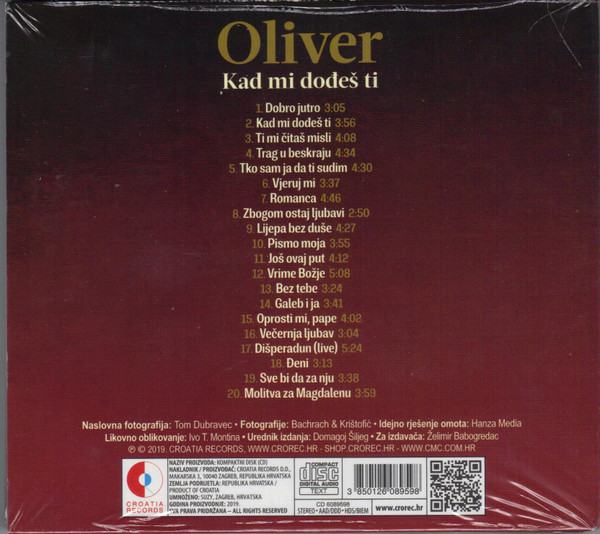 Oliver
Kad mi dođeš ti
1. Dobro jutro 3:05
2. Kad mi dođeš ti 3:56
3. Ti mi čitaš misli 4:08
4. Trag u beskraju 4:34
5. Tko sam ja da ti sudim 4:30
6. Vjeruj mi 3:37
7. Romanca 4:46
8. Zbogom ostaj ljubavi 2:50
9. Lijepa bez duše 4:27
10. Pismo moja 3:55
11. Još ovaj put 4:12
12. Vrime Božje 5:08
13. Bez tebe 3:24
14. Galeb i ja 3:41
15. Oprosti mi, pape 4:02
16. Večernja ljubav 3:04
17. Dišperadun (live) 5:24
18. Đeni 3:13
19. Sve bi da za nju 3:38
20. Molitva za Magdalenu 3:59
Naslovna fotografija: Tom Dubravec • Fotografije: Bachrach & Krištofić • Idejno rješenje omota: Hanza Media
Likovno oblikovanje: Ivo T. Montina • Urednik izdanja: Domagoj Šiljeg • Za izdavača: Želimir Babogredac
℗ © 2019. CROATIA RECORDS, WWW.CROREC.HR - SHOP.CROREC.HR - WWW.CMC.COM.HR
CROATIA
RECORDS
NAZIV PROIZVODA: KOMPAKTNI DISK (CD)
NAKLADNIK / PROIZVOĐAČ: CROATIA RECORDS D.D.,
MAKARSKA 3, 10040 ZAGREB, REPUBLIKA HRVATSKA
ZEMLJA PODRIJETLA: REPUBLIKA HRVATSKA /
PRODUCT OF CROATIA
UMNOŽENO: SUZY, ZAGREB, HRVATSKA
GODINA PROIZVODNJE: 2019.
SVA PRAVA PRIDRŽANA – ALL RIGHTS RESERVED
COMPACT
disc
DIGITAL AUDIO
TEXT
CD 6089598
STEREO • AAD/DDD • HDS/BIEM
3 850126 089598
www.crorec.hr